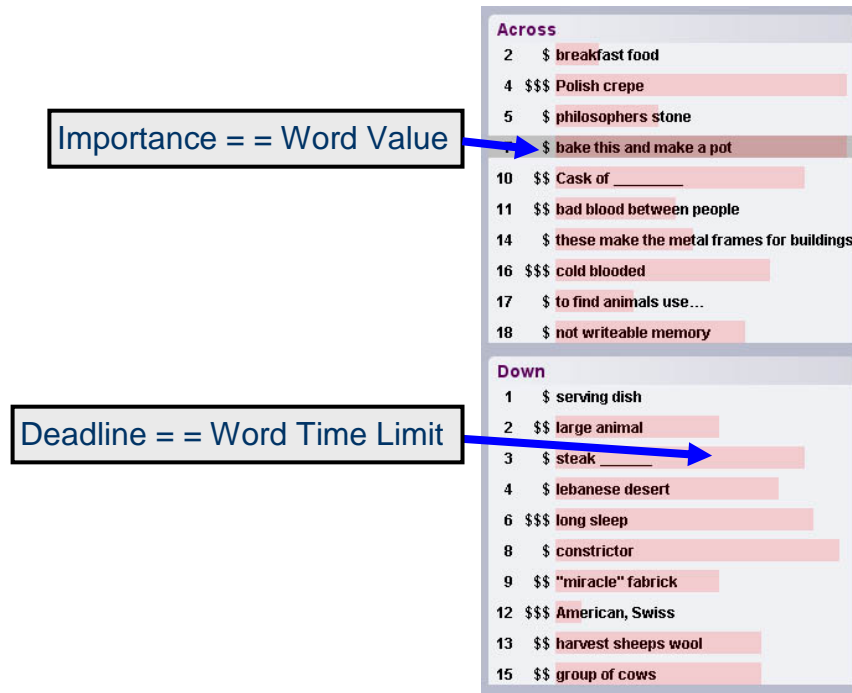 Importance = = Word Value
Deadline = = Word Time Limit
Across
2 $ breakfast food
4 $$$ Polish crepe
5 $ philosophers stone
$ bake this and make a pot
10 $$ Cask of ________
11 $$ bad blood between people
14 $ these make the metal frames for buildings
16 $$$ cold blooded
17 $ to find animals use...
18 $ not writeable memory
Down
1 $ serving dish
2 $$ large animal
3 $ steak ______
4 $ lebanese desert
6 $$$ long sleep
8 $ constrictor
9 $$ "miracle" fabrick
12 $$$ American, Swiss
13 $$ harvest sheeps wool
15 $$ group of cows